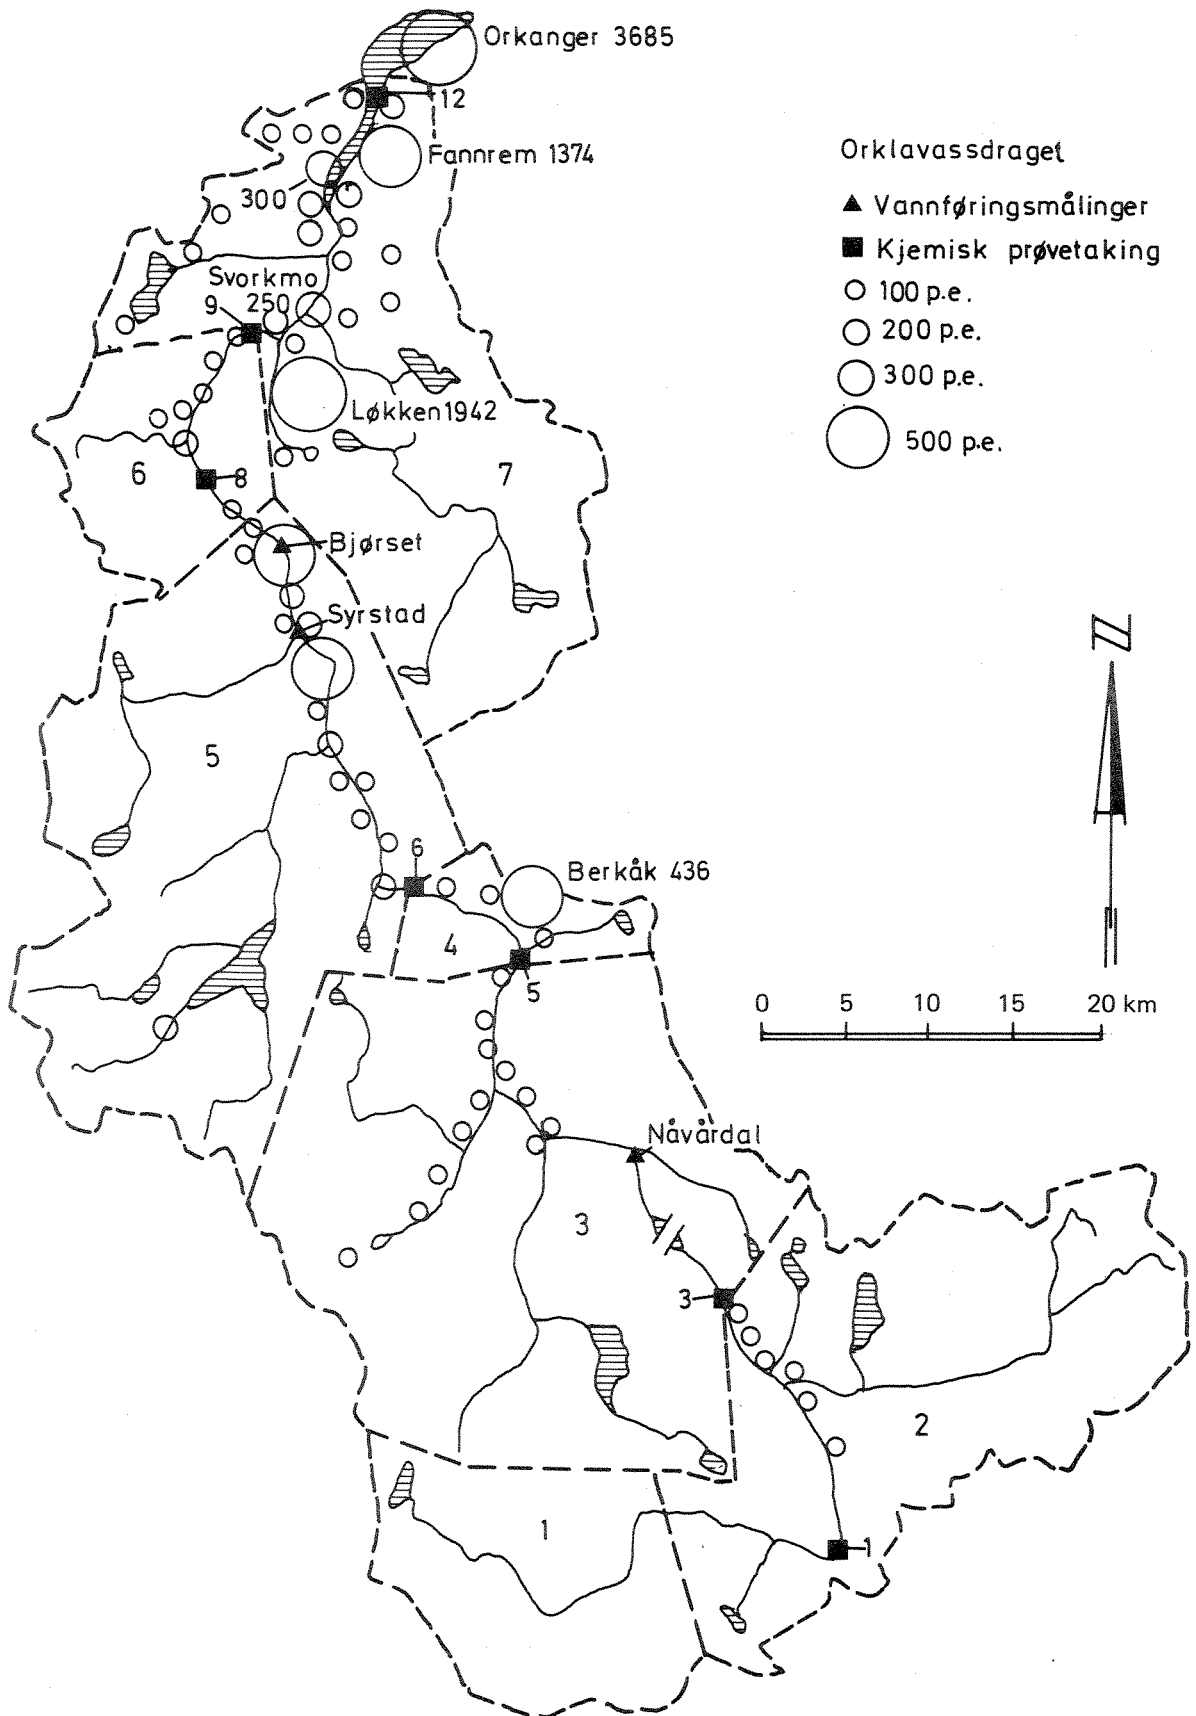 Orkanger 3685
12
Fannrem 1374
300
Svorkmo
9 250
Løkken 1942
6
8
7
Bjørset
Syrstad
5
6
Berkåk 436
4
5
Nåvårdal
3
3
2
1
1
Orklavassdraget
Vannføringsmålinger
Kjemisk prøvetaking
100 p.e.
200 p.e.
300 p.e.
500 p.e.
N
0 5 10 15 20 km